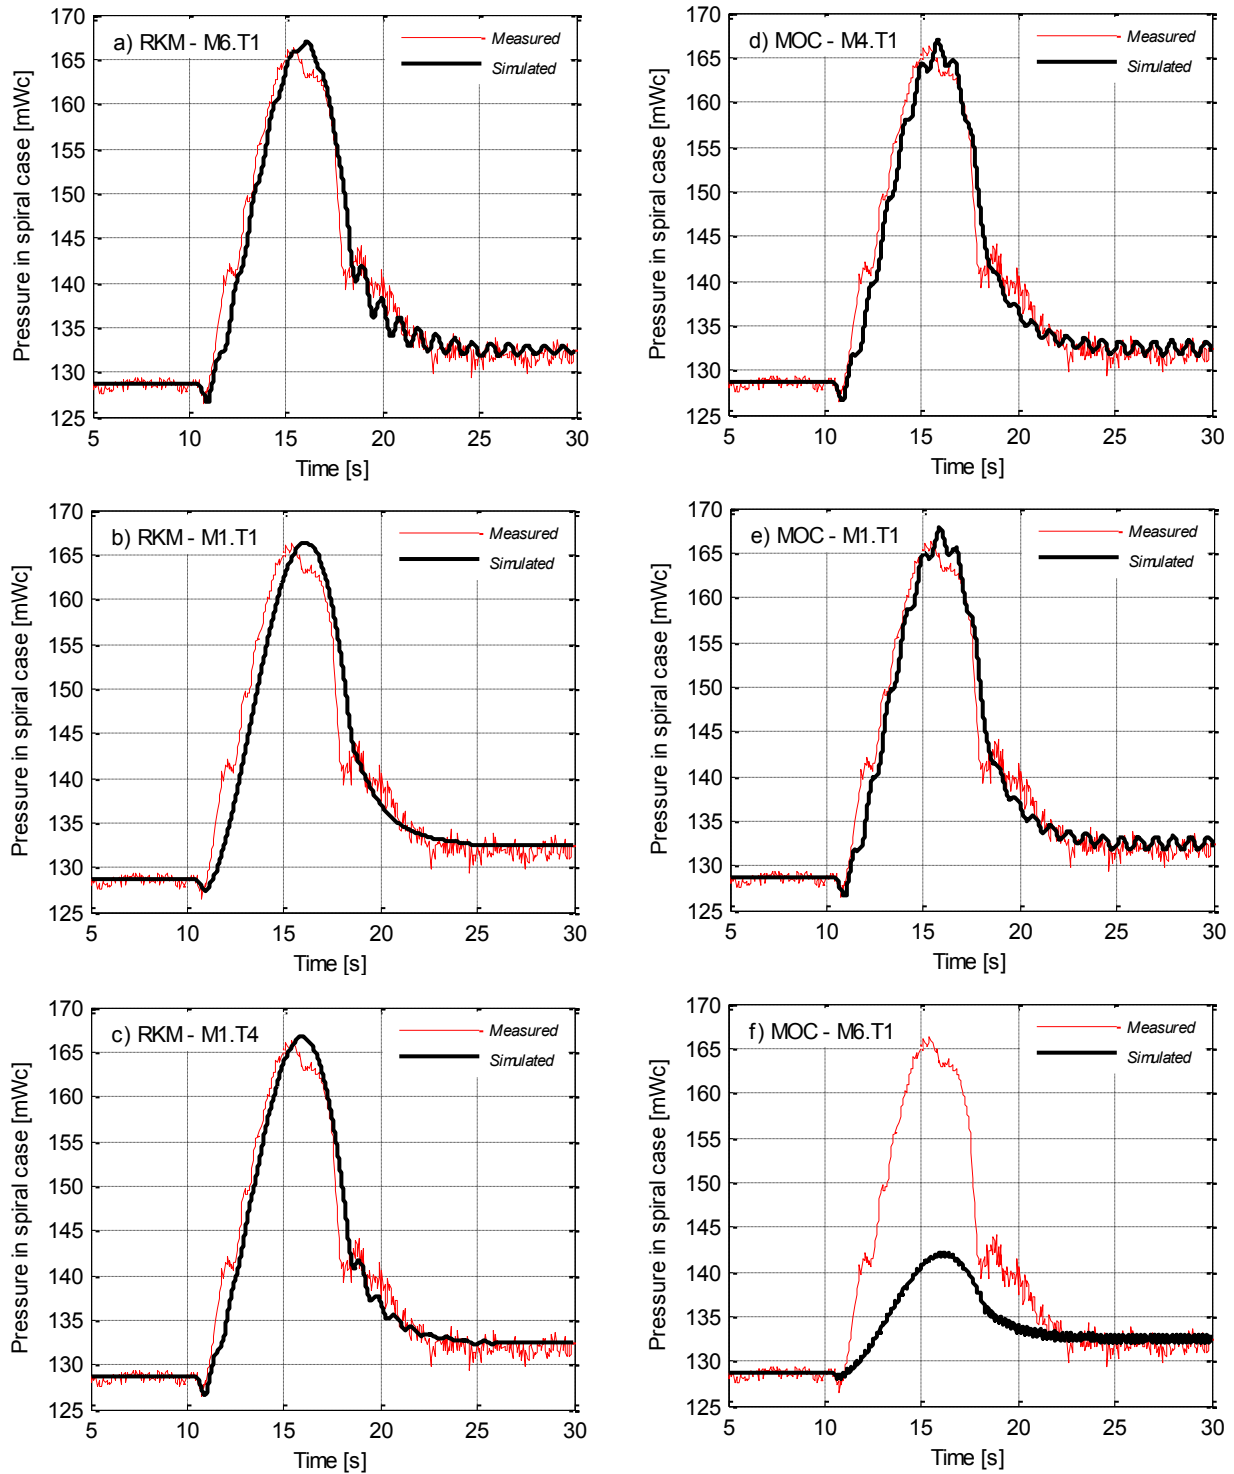 170
165
160
155
150
145
140
135
130
125
5 10 15 20 25 30
Pressure in spiral case [mWc]
Time [s]
a) RKM - M6.T1
Measured
Simulated
170
165
160
155
150
145
140
135
130
125
5 10 15 20 25 30
Pressure in spiral case [mWc]
Time [s]
d) MOC - M4.T1
Measured
Simulated
170
165
160
155
150
145
140
135
130
125
5 10 15 20 25 30
Pressure in spiral case [mWc]
Time [s]
b) RKM - M1.T1
Measured
Simulated
170
165
160
155
150
145
140
135
130
125
5 10 15 20 25 30
Pressure in spiral case [mWc]
Time [s]
e) MOC - M1.T1
Measured
Simulated
170
165
160
155
150
145
140
135
130
125
5 10 15 20 25 30
Pressure in spiral case [mWc]
Time [s]
c) RKM - M1.T4
Measured
Simulated
170
165
160
155
150
145
140
135
130
125
5 10 15 20 25 30
Pressure in spiral case [mWc]
Time [s]
f) MOC - M6.T1
Measured
Simulated